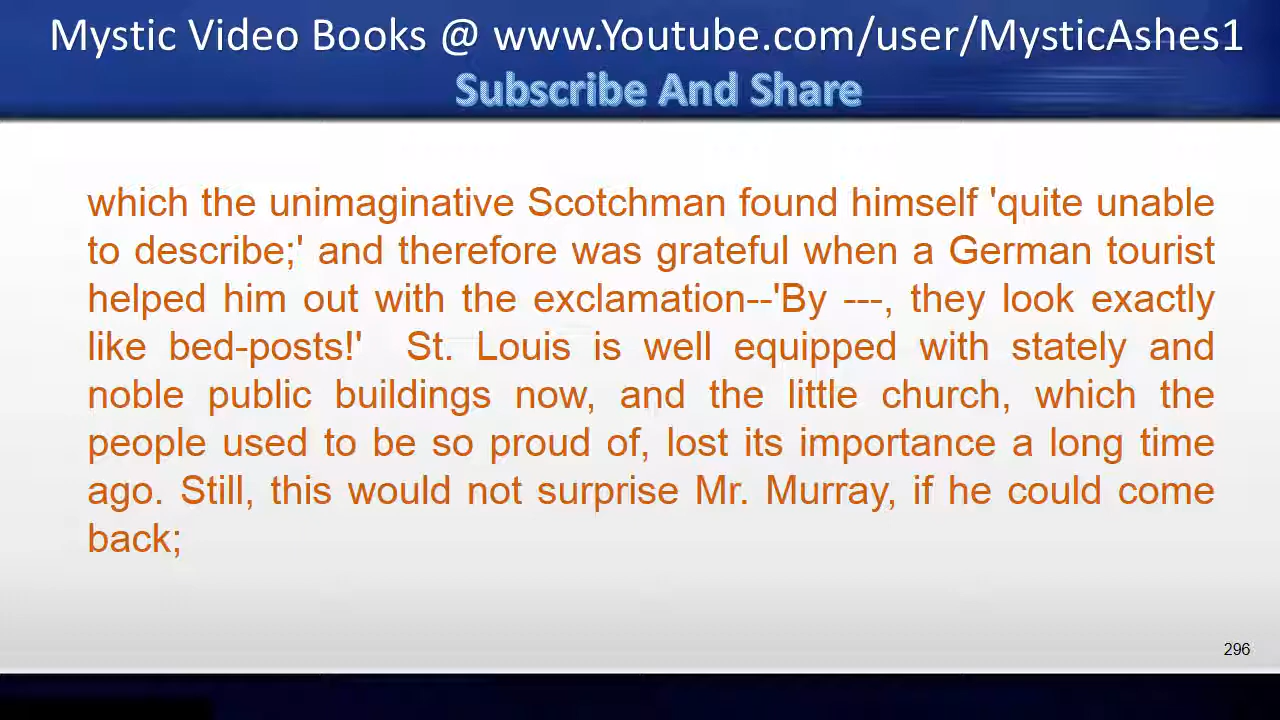 Mystic Video Books @ www.Youtube.com/user/MysticAshes1
Subscribe And Share
which the unimaginative Scotchman found himself 'quite unable
to describe;' and therefore was grateful when a German tourist
helped him out with the exclamation--'By ---, they look exactly
like bed-posts!' St. Louis is well equipped with stately and
noble public buildings now, and the little church, which the
people used to be so proud of, lost its importance a long time
ago. Still, this would not surprise Mr. Murray, if he could come
back;
296